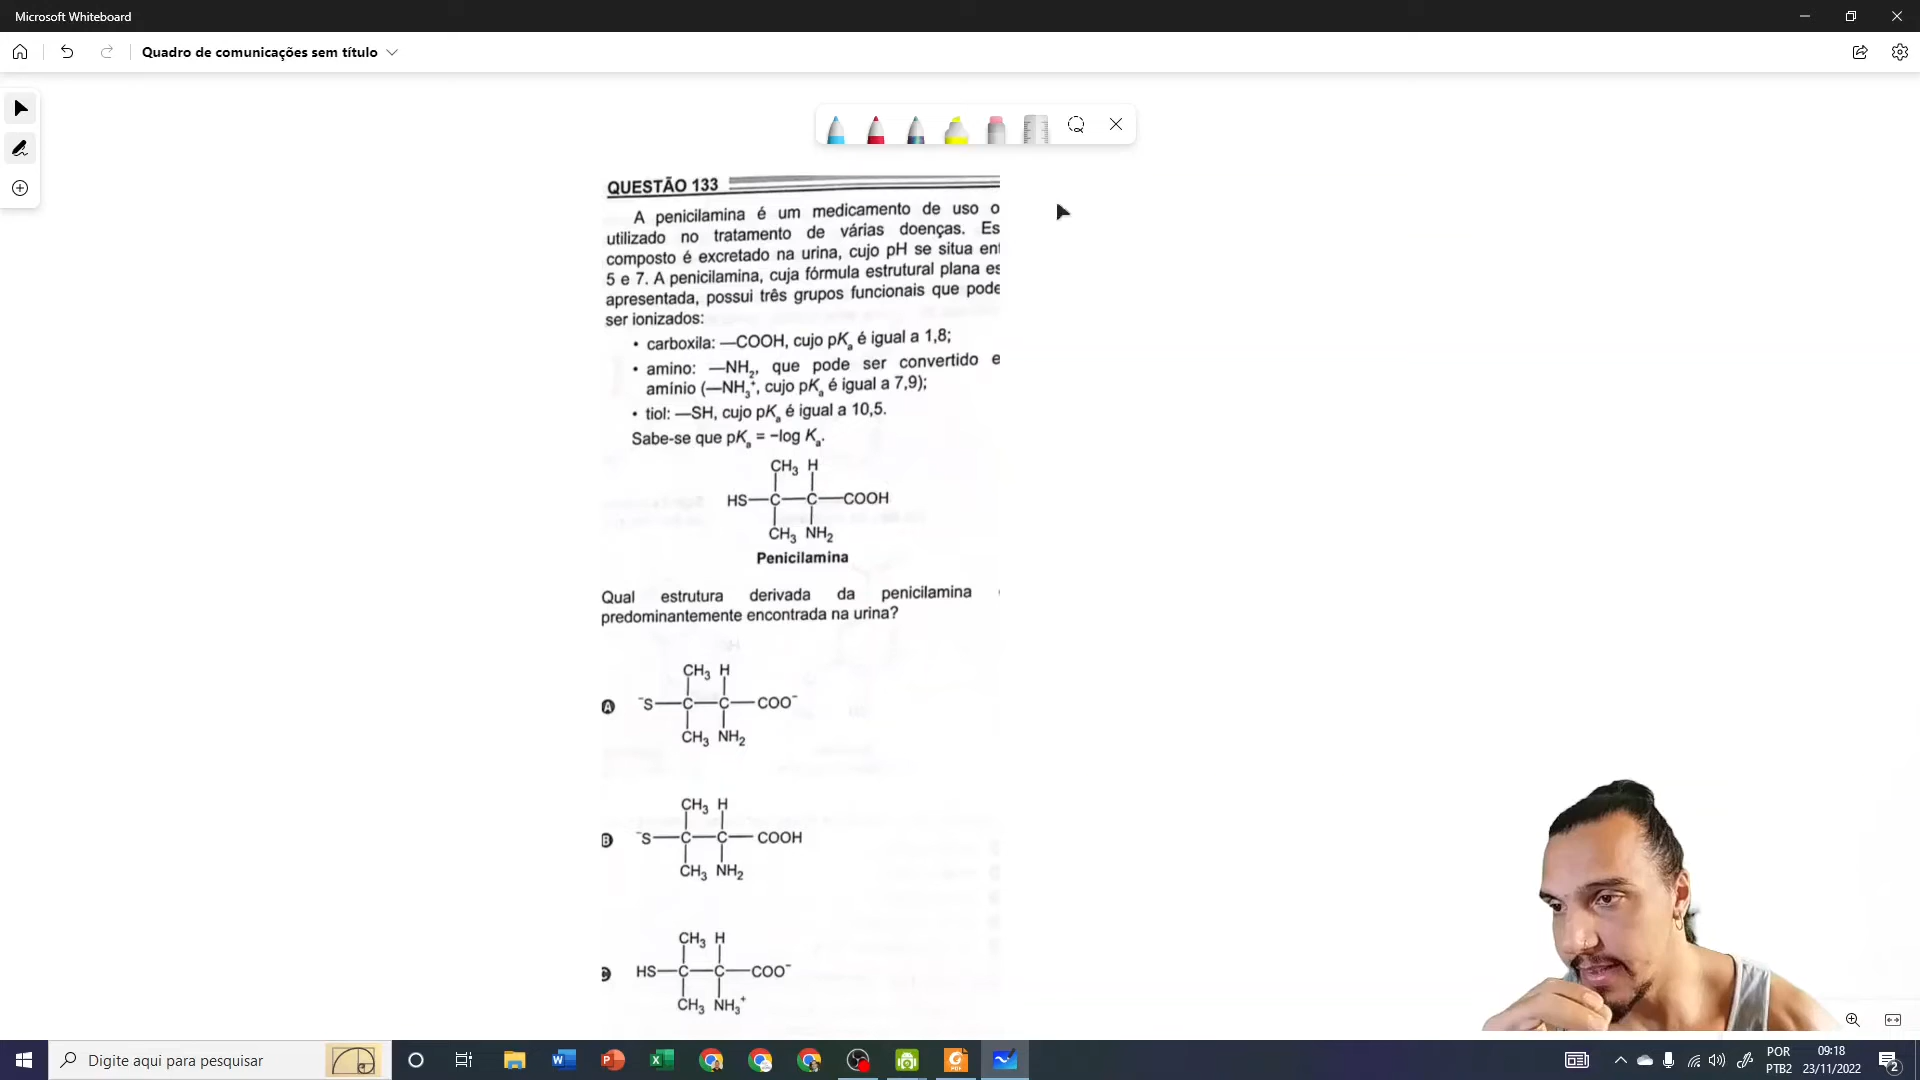 Microsoft Whiteboard
Quadro de comunicações sem título
QUESTÃO 133
A penicilamina é um medicamento de uso o
utilizado no tratamento de várias doenças. Es
composto é excretado na urina, cujo pH se situa ent
5 e 7. A penicilamina, cuja fórmula estrutural plana es
apresentada, possui três grupos funcionais que pode
ser ionizados:
• carboxila: —COOH, cujo pKa é igual a 1,8;
• amino: —NH2, que pode ser convertido e
amínio (—NH3+, cujo pKa é igual a 7,9);
• tiol: —SH, cujo pKa é igual a 10,5.
Sabe-se que pKa = −log Ka.
CH3 H
HS—C—C—COOH
CH3 NH2
Penicilamina
Qual estrutura derivada da penicilamina
predominantemente encontrada na urina?
CH3 H
A -S—C—C—COO-
CH3 NH2
CH3 H
B -S—C—C—COOH
CH3 NH2
CH3 H
C HS—C—C—COO-
CH3 NH3+
Digite aqui para pesquisar
POR
PTB2
09:18
23/11/2022
2